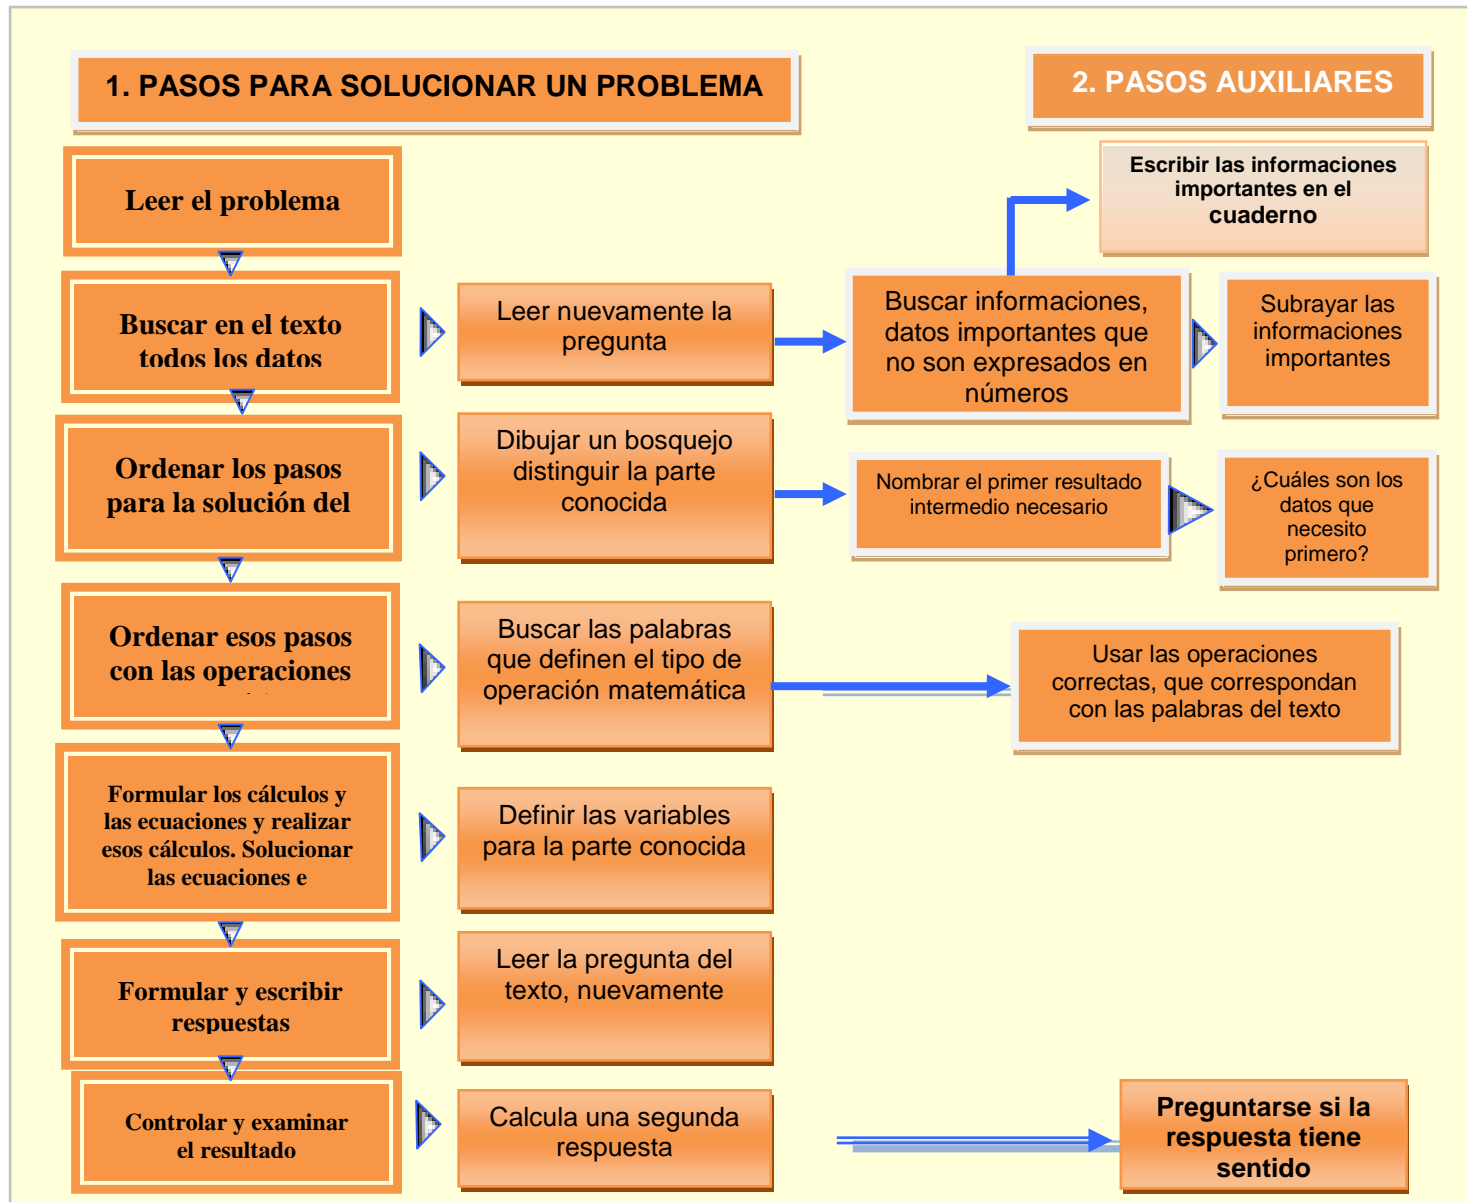 1. PASOS PARA SOLUCIONAR UN PROBLEMA
2. PASOS AUXILIARES
Leer el problema
Escribir las informaciones
importantes en el
cuaderno
Buscar en el texto
todos los datos
Leer nuevamente la
pregunta
Buscar informaciones,
datos importantes que
no son expresados en
números
Subrayar las
informaciones
importantes
Ordenar los pasos
para la solución del
Dibujar un bosquejo
distinguir la parte
conocida
Nombrar el primer resultado
intermedio necesario
¿Cuáles son los
datos que
necesito
primero?
Ordenar esos pasos
con las operaciones
Buscar las palabras
que definen el tipo de
operación matemática
Usar las operaciones
correctas, que correspondan
con las palabras del texto
Formular los cálculos y
las ecuaciones y realizar
esos cálculos. Solucionar
las ecuaciones e
Definir las variables
para la parte conocida
Formular y escribir
respuestas
Leer la pregunta del
texto, nuevamente
Controlar y examinar
el resultado
Calcula una segunda
respuesta
Preguntarse si la
respuesta tiene
sentido